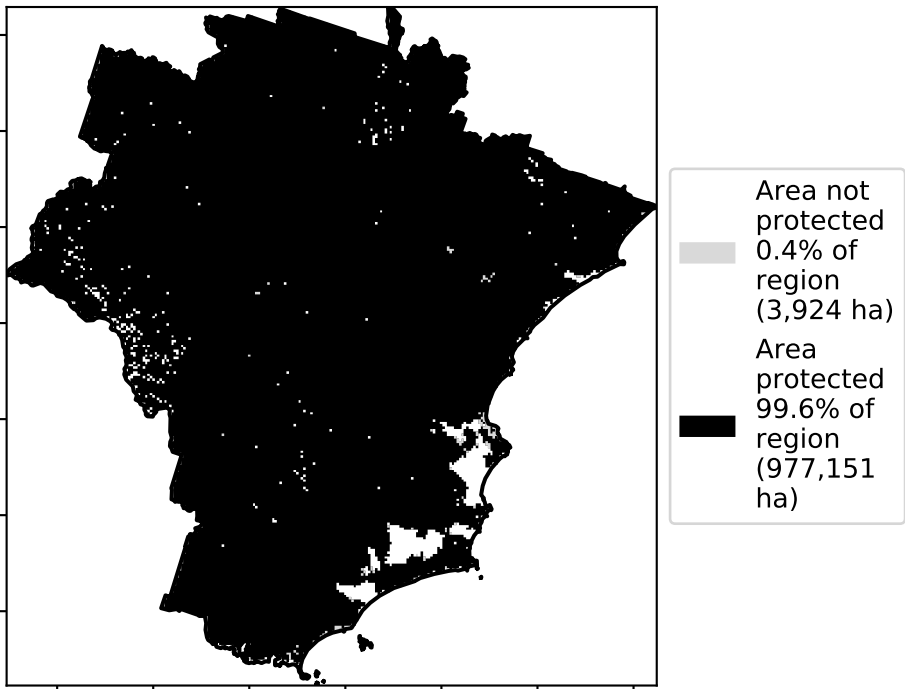 Area not
protected
0.4% of
region
(3,924 ha)
Area
protected
99.6% of
region
(977,151
ha)